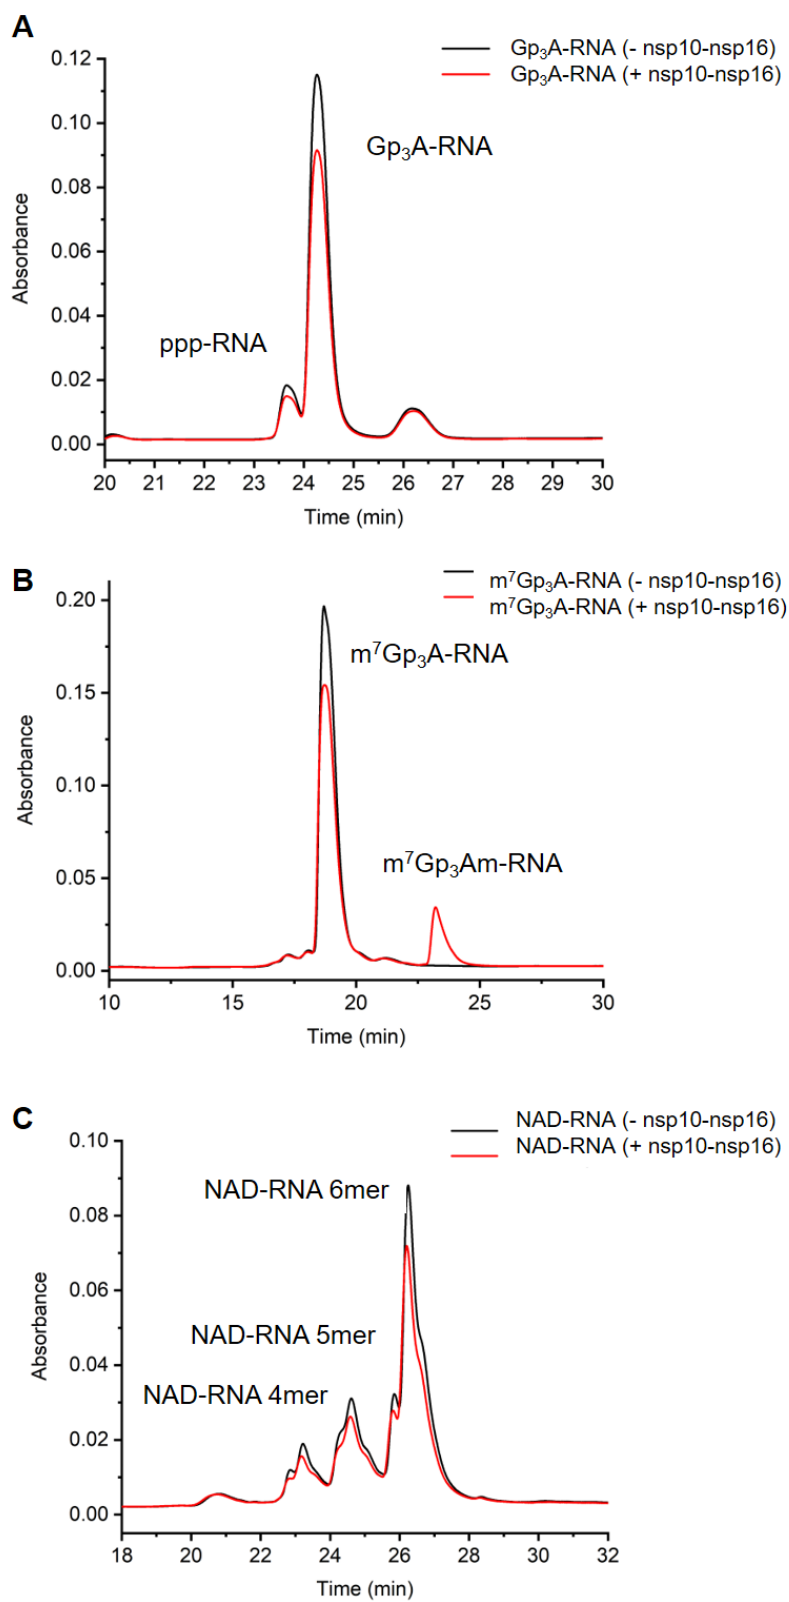 A
Gp₃A-RNA (- nsp10-nsp16)
Gp₃A-RNA (+ nsp10-nsp16)
0.12
0.10
0.08
0.06
0.04
0.02
0.00
Absorbance
Gp₃A-RNA
ppp-RNA
20 21 22 23 24 25 26 27 28 29 30
Time (min)
B
m⁷Gp₃A-RNA (- nsp10-nsp16)
m⁷Gp₃A-RNA (+ nsp10-nsp16)
0.20
0.15
0.10
0.05
0.00
Absorbance
m⁷Gp₃A-RNA
m⁷Gp₃Am-RNA
10 15 20 25 30
Time (min)
C
NAD-RNA (- nsp10-nsp16)
NAD-RNA (+ nsp10-nsp16)
0.10
0.08
0.06
0.04
0.02
0.00
Absorbance
NAD-RNA 6mer
NAD-RNA 5mer
NAD-RNA 4mer
18 20 22 24 26 28 30 32
Time (min)